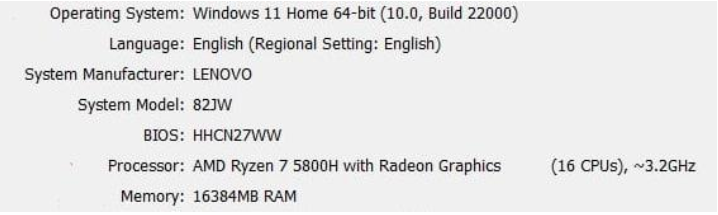 Operating System: Windows 11 Home 64-bit (10.0, Build 22000)
Language: English (Regional Setting: English)
System Manufacturer: LENOVO
System Model: 82JW
BIOS: HHCN27WW
Processor: AMD Ryzen 7 5800H with Radeon Graphics (16 CPUs), ~3.2GHz
Memory: 16384MB RAM